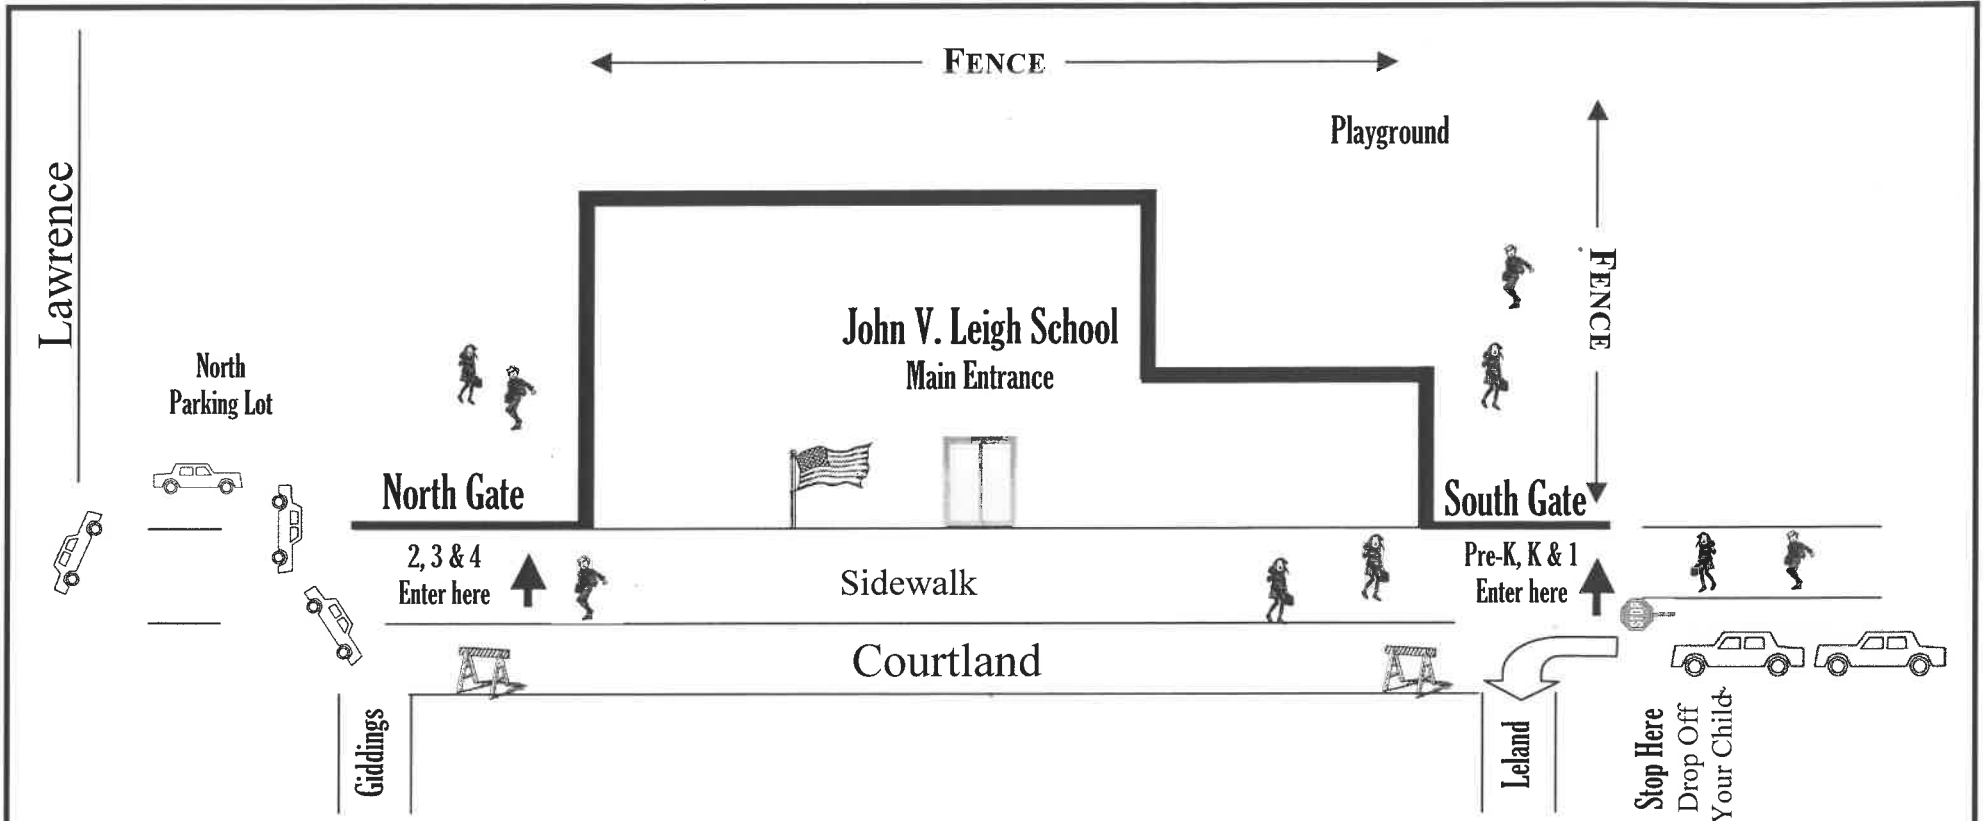 FENCE
Playground
Lawrence
FENCE
John V. Leigh School
Main Entrance
North
Parking Lot
North Gate
South Gate
2, 3 & 4
Enter here
Sidewalk
Pre-K, K & 1
Enter here
STOP
Courtland
Giddings
Leland
Stop Here
Drop Off
Your Child